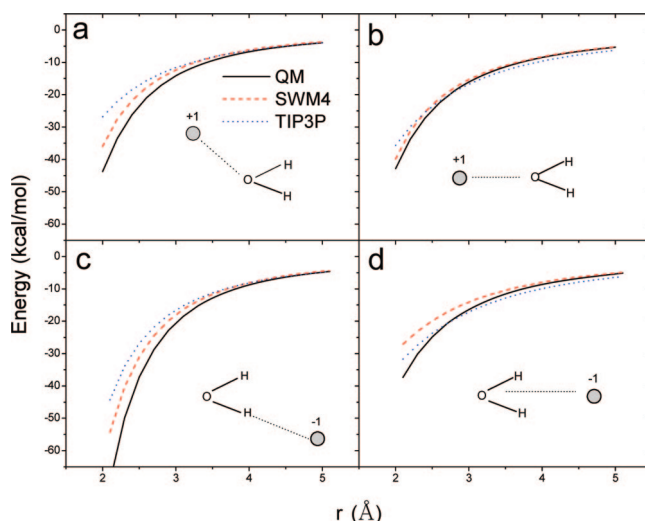 a
b
QM
SWM4
TIP3P
+1
O
H
H
+1
O
H
H
c
d
H
O
H
-1
H
O
H
-1
Energy (kcal/mol)
0
-10
-20
-30
-40
-50
-60
0
-10
-20
-30
-40
-50
-60
2 3 4 5 2 3 4 5
r (Å)